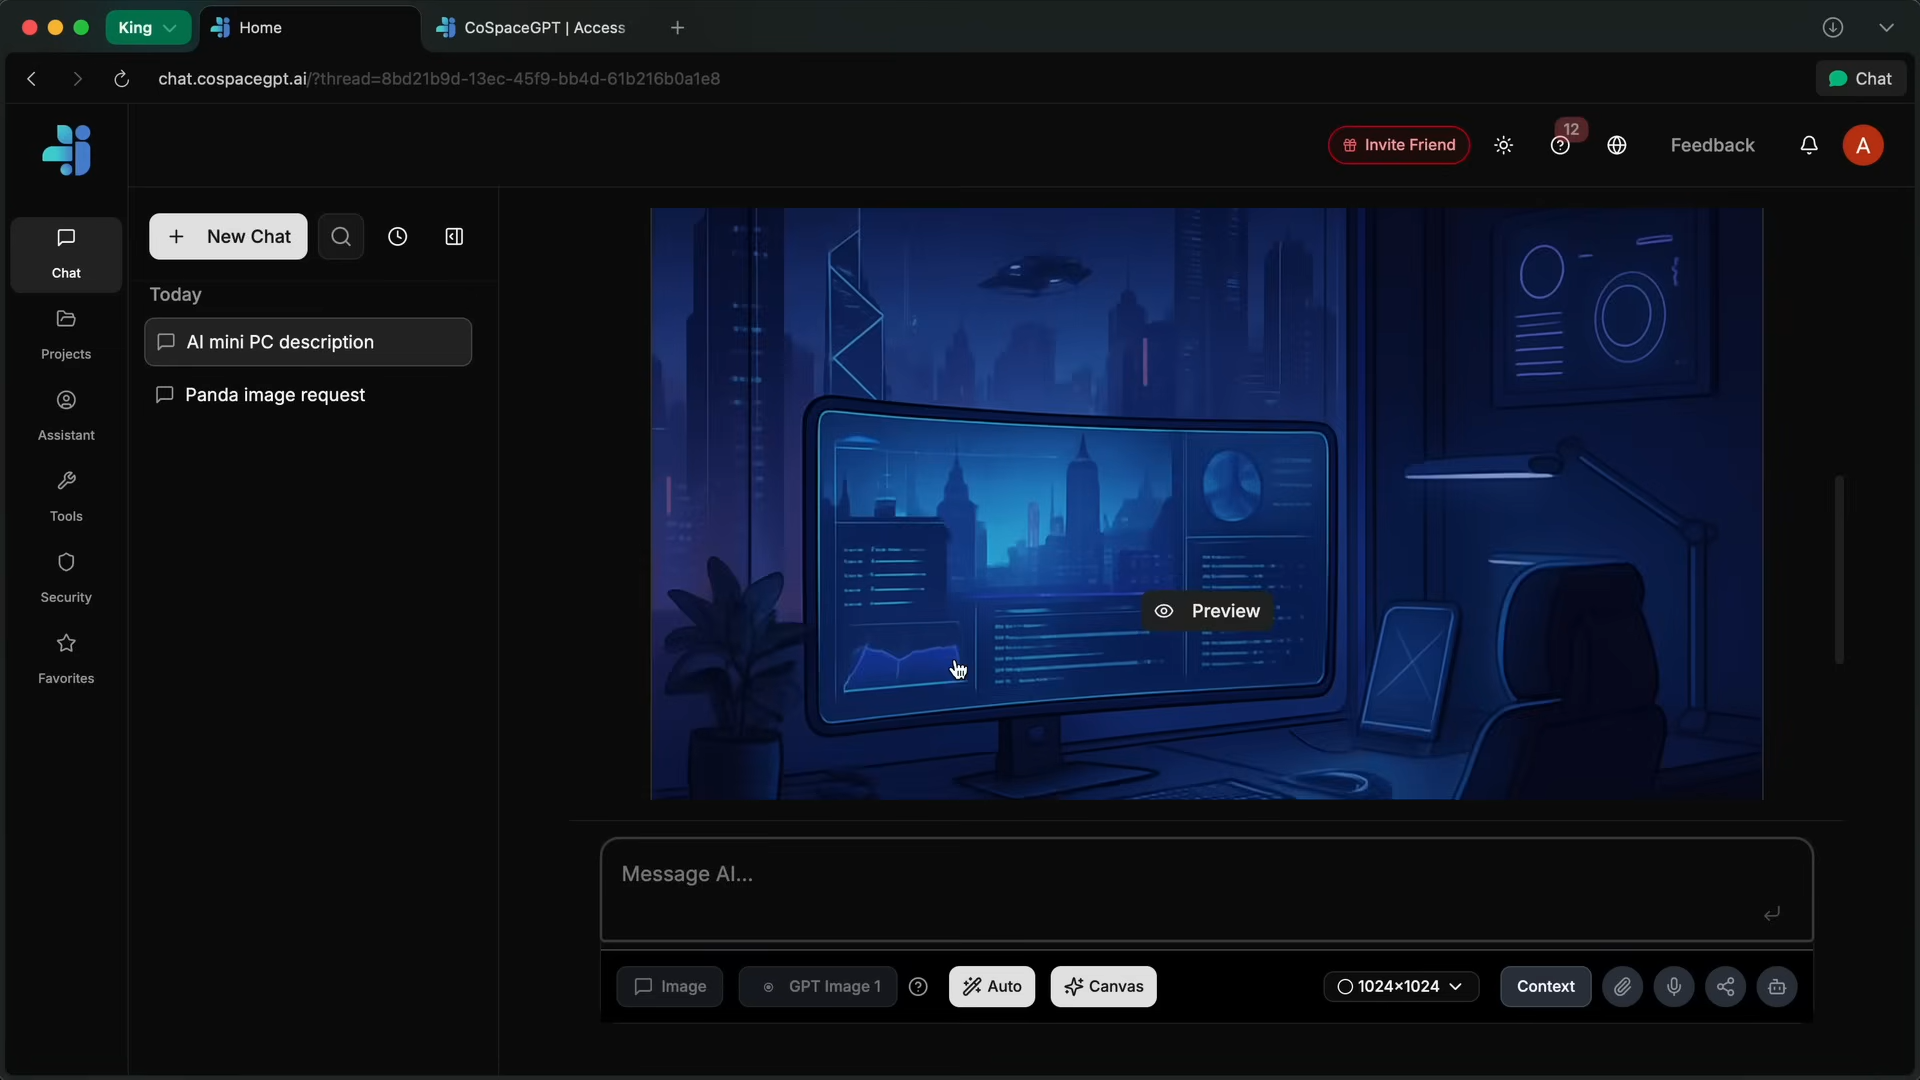 King
Home
CoSpaceGPT | Access
chat.cospacegpt.ai/?thread=8bd21b9d-13ec-45f9-bb4d-61b216b0a1e8
Chat
Invite Friend
12
Feedback
A
Chat
Projects
Assistant
Tools
Security
Favorites
New Chat
Today
AI mini PC description
Panda image request
Preview
Message AI...
Image
GPT Image 1
Auto
Canvas
1024×1024
Context